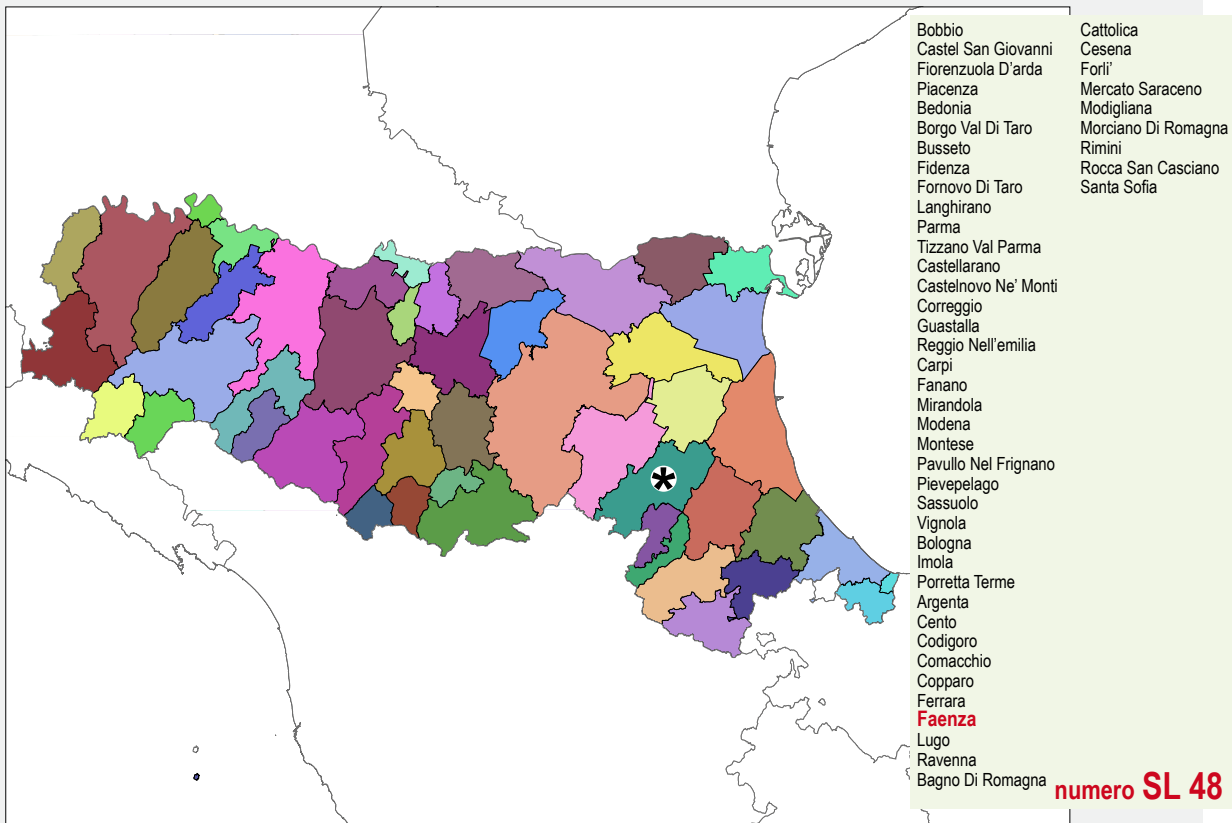 Bobbio
Castel San Giovanni
Fiorenzuola D'arda
Piacenza
Bedonia
Borgo Val Di Taro
Busseto
Fidenza
Fornovo Di Taro
Langhirano
Parma
Tizzano Val Parma
Castellarano
Castelnovo Ne' Monti
Correggio
Guastalla
Reggio Nell'emilia
Carpi
Fanano
Mirandola
Modena
Montese
Pavullo Nel Frignano
Pievepelago
Sassuolo
Vignola
Bologna
Imola
Porretta Terme
Argenta
Cento
Codigoro
Comacchio
Copparo
Ferrara
Faenza
Lugo
Ravenna
Bagno Di Romagna
Cattolica
Cesena
Forli'
Mercato Saraceno
Modigliana
Morciano Di Romagna
Rimini
Rocca San Casciano
Santa Sofia
numero SL 48
*